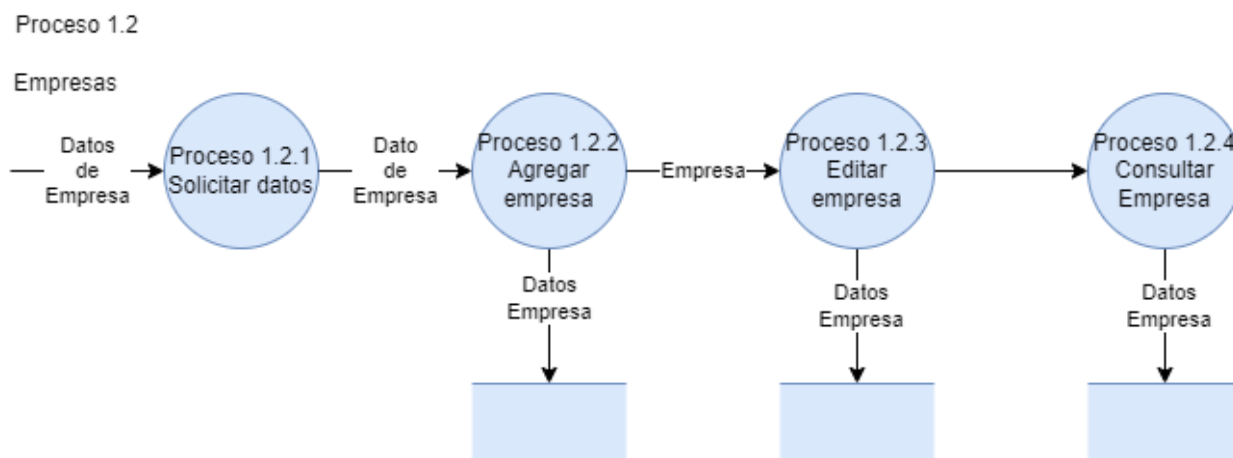 Proceso 1.2
Empresas
Datos
de
Empresa
Proceso 1.2.1
Solicitar datos
Dato
de
Empresa
Proceso 1.2.2
Agregar
empresa
Empresa
Proceso 1.2.3
Editar
empresa
Proceso 1.2.4
Consultar
Empresa
Datos
Empresa
Datos
Empresa
Datos
Empresa